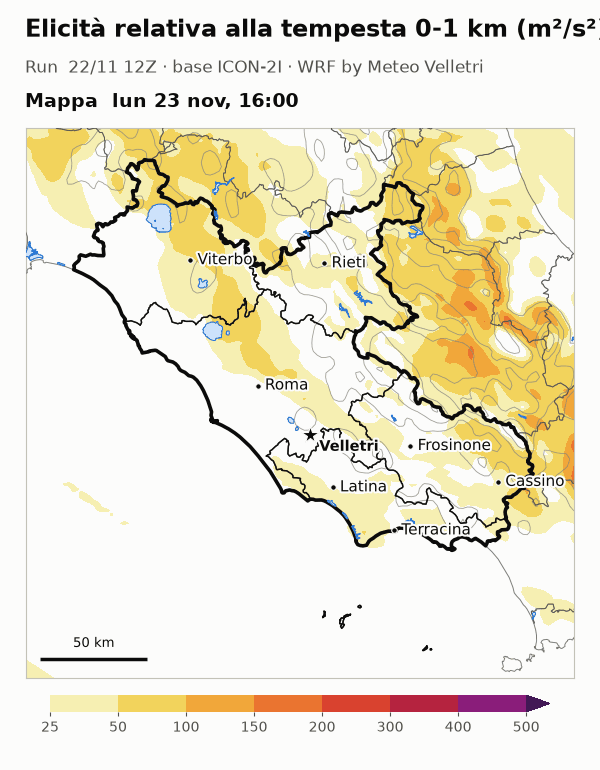 Elicità relativa alla tempesta 0-1 km (m²/s²)
Run 22/11 12Z · base ICON-2I · WRF by Meteo Velletri
Mappa lun 23 nov, 16:00
Viterbo
Rieti
Roma
Velletri
Frosinone
Latina
Cassino
Terracina
50 km
25 50 100 150 200 300 400 500